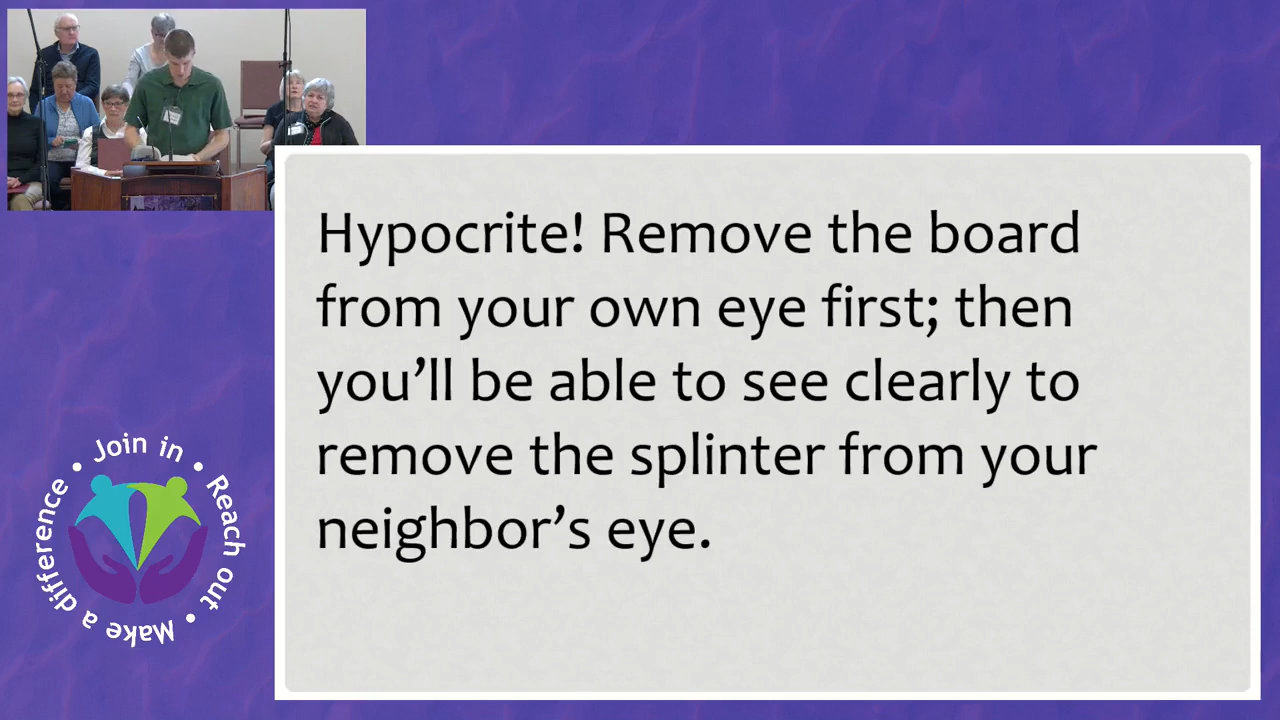 Hypocrite! Remove the board
from your own eye first; then
you’ll be able to see clearly to
remove the splinter from your
neighbor’s eye.
Join in • Reach out • Make a difference •